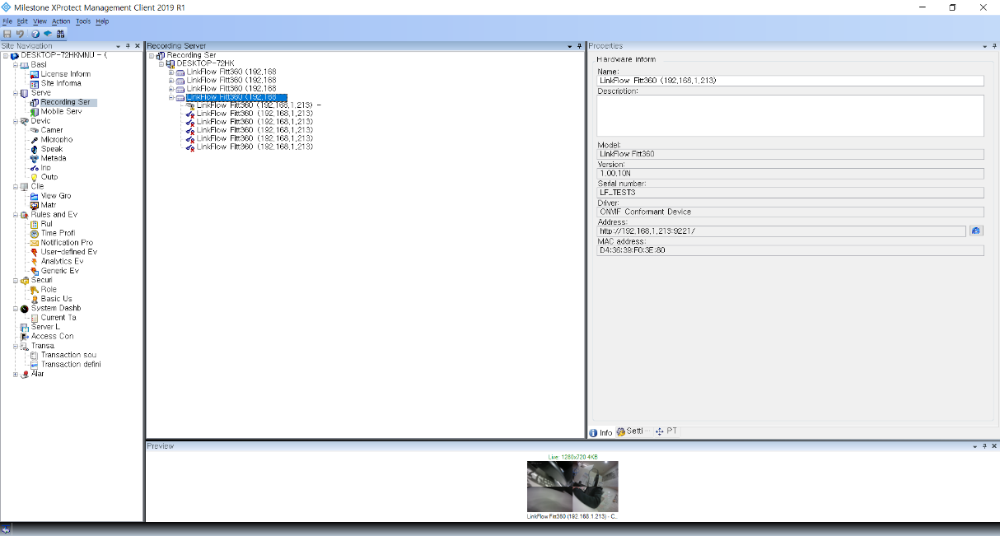 Milestone XProtect Management Client 2019 R1
File Edit View Action Tools Help
Site Navigation
DESKTOP-72HKMNU - (
Basi
License Inform
Site Informa
Serve
Recording Ser
Mobile Serv
Devic
Camer
Micropho
Speak
Metada
Inp
Outp
Clie
View Gro
Matr
Rules and Ev
Rul
Time Profi
Notification Pro
User-defined Ev
Analytics Ev
Generic Ev
Securi
Role
Basic Us
System Dashb
Current Ta
Server L
Access Con
Transa
Transaction sou
Transaction defini
Alar
Recording Server
Recording Ser
DESKTOP-72HK
LinkFlow Fitt360 (192,168
LinkFlow Fitt360 (192,168
LinkFlow Fitt360 (192,168
LinkFlow Fitt360 (192,168
LinkFlow Fitt360 (192,168,1,213) -
LinkFlow Fitt360 (192,168,1,213)
LinkFlow Fitt360 (192,168,1,213)
LinkFlow Fitt360 (192,168,1,213)
LinkFlow Fitt360 (192,168,1,213)
LinkFlow Fitt360 (192,168,1,213)
Properties
Hardware inform
Name:
LinkFlow Fitt360 (192,168,1,213)
Description:
Model:
LinkFlow Fitt360
Version:
1.00.10N
Serial number:
LF_TEST3
Driver:
ONVIF Conformant Device
Address:
http://192,168,1,213:9221/
MAC address:
D4:36:39:F0:3E:80
Info Setti ... PT
Preview
Live: 1280x720 4KB
LinkFlow Fitt360 (192.168.1.213) - C...